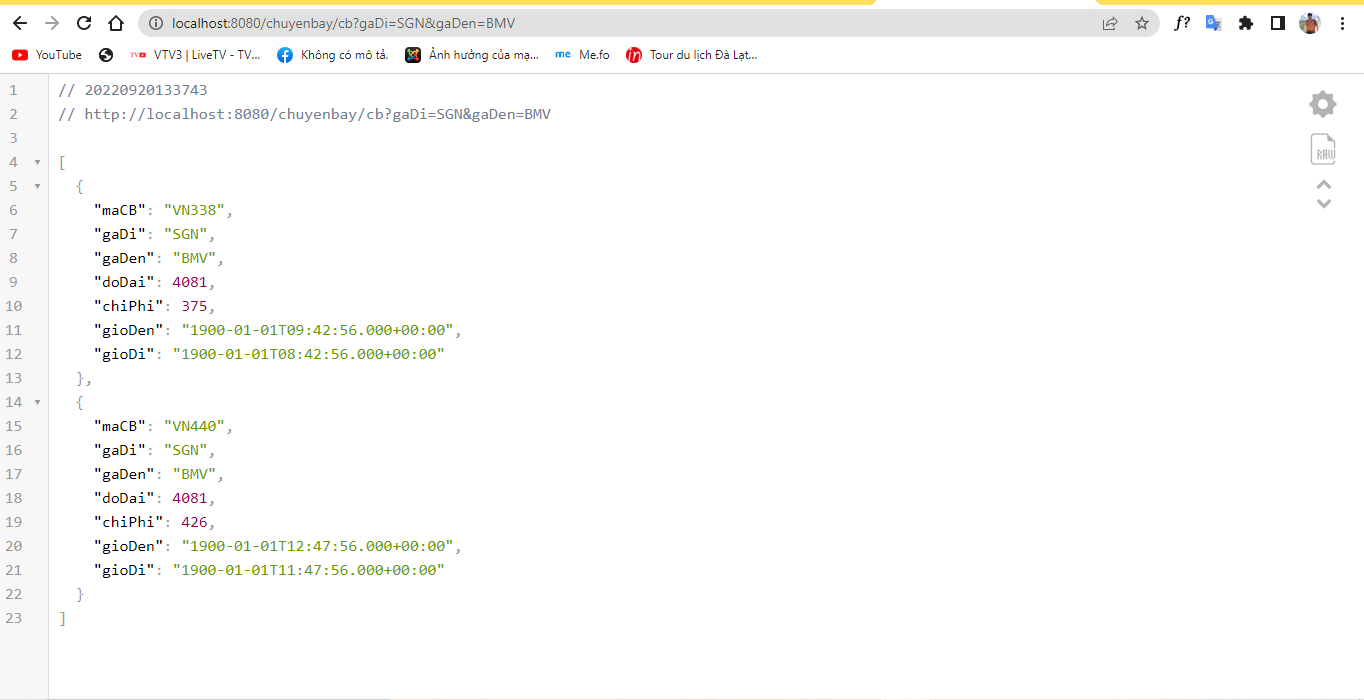 localhost:8080/chuyenbay/cb?gaDi=SGN&gaDen=BMV
f?
YouTube
VTV3 | LiveTV - TV...
Không có mô tả.
Ảnh hưởng của mạ...
me Me.fo
Tour du lịch Đà Lạt...
1 // 20220920133743
2 // http://localhost:8080/chuyenbay/cb?gaDi=SGN&gaDen=BMV
3
4 [
5 {
6 "maCB": "VN338",
7 "gaDi": "SGN",
8 "gaDen": "BMV",
9 "doDai": 4081,
10 "chiPhi": 375,
11 "gioDen": "1900-01-01T09:42:56.000+00:00",
12 "gioDi": "1900-01-01T08:42:56.000+00:00"
13 },
14 {
15 "maCB": "VN440",
16 "gaDi": "SGN",
17 "gaDen": "BMV",
18 "doDai": 4081,
19 "chiPhi": 426,
20 "gioDen": "1900-01-01T12:47:56.000+00:00",
21 "gioDi": "1900-01-01T11:47:56.000+00:00"
22 }
23 ]
RAW